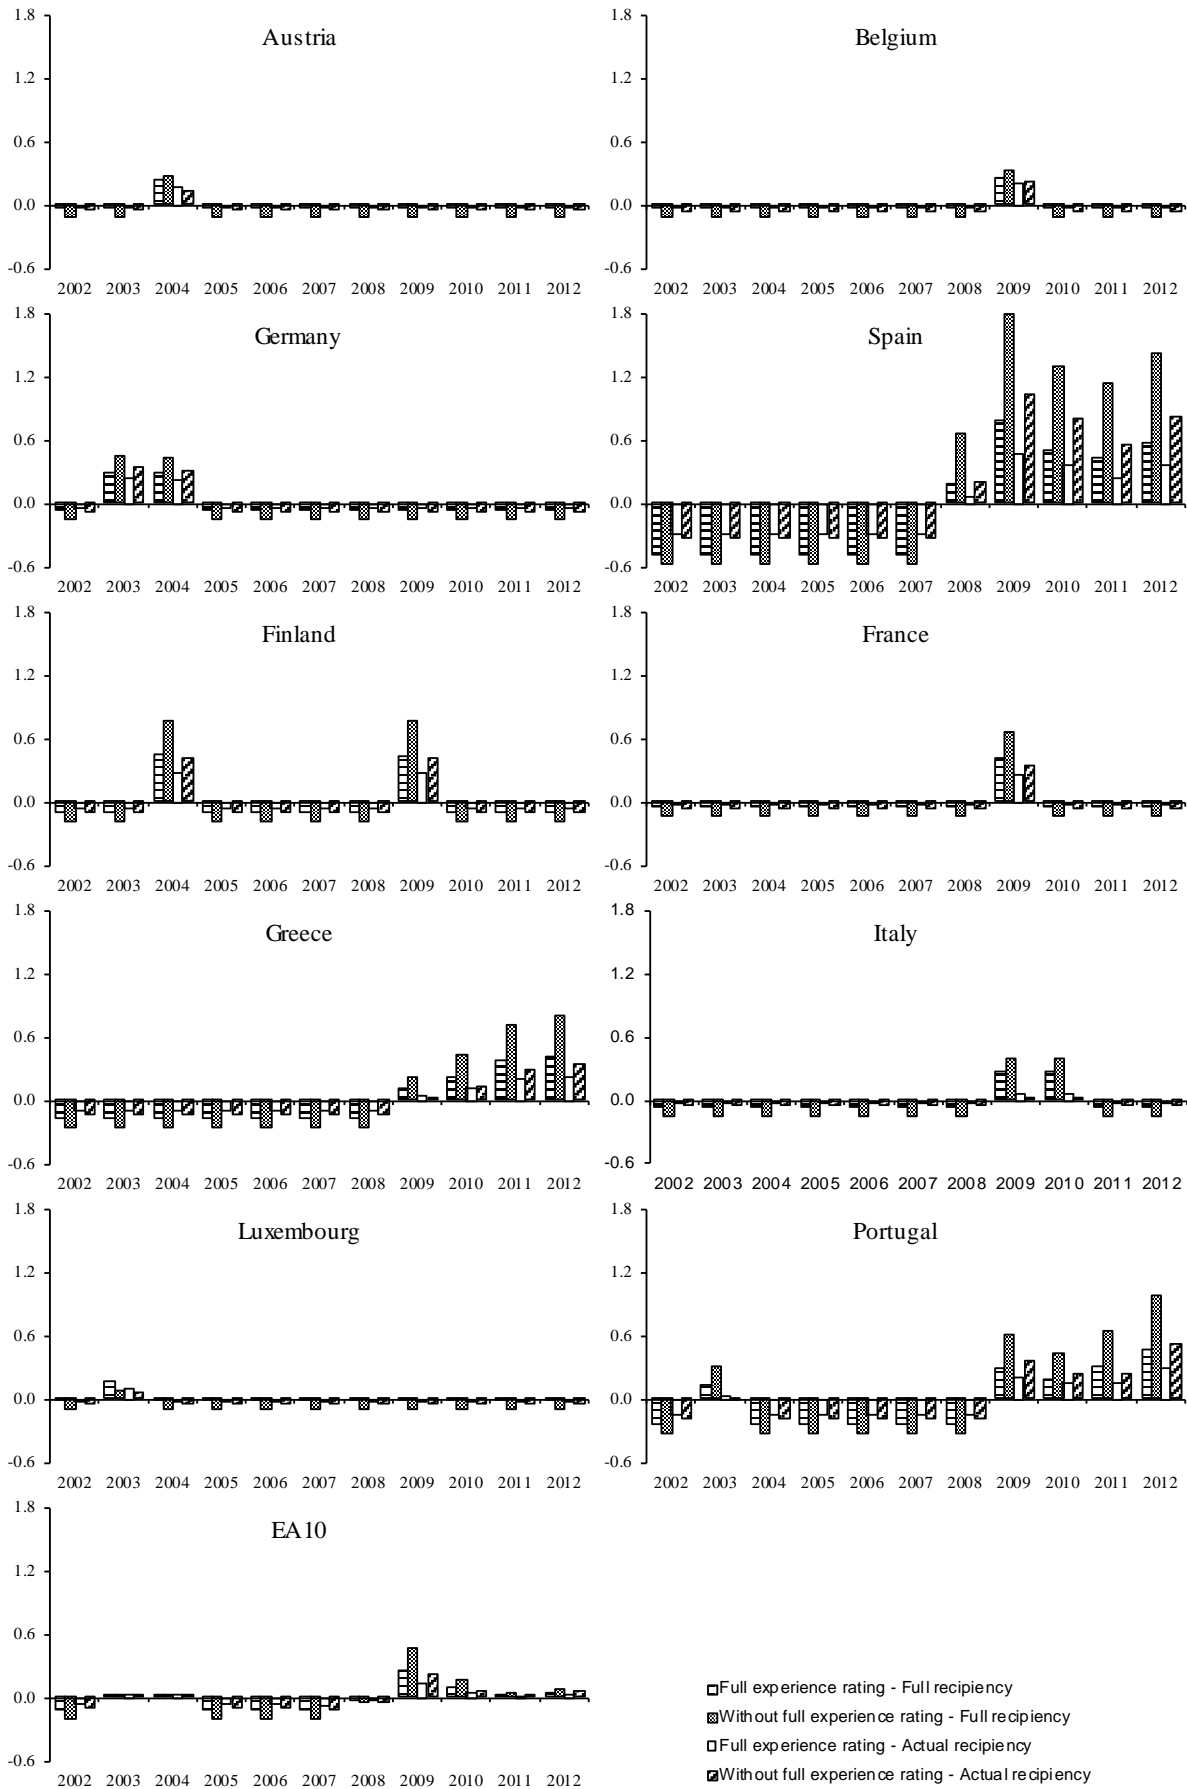 Austria
1.8
1.2
0.6
0.0
-0.6
2002 2003 2004 2005 2006 2007 2008 2009 2010 2011 2012
Belgium
1.8
1.2
0.6
0.0
-0.6
2002 2003 2004 2005 2006 2007 2008 2009 2010 2011 2012
Germany
1.8
1.2
0.6
0.0
-0.6
2002 2003 2004 2005 2006 2007 2008 2009 2010 2011 2012
Spain
1.8
1.2
0.6
0.0
-0.6
2002 2003 2004 2005 2006 2007 2008 2009 2010 2011 2012
Finland
1.8
1.2
0.6
0.0
-0.6
2002 2003 2004 2005 2006 2007 2008 2009 2010 2011 2012
France
1.8
1.2
0.6
0.0
-0.6
2002 2003 2004 2005 2006 2007 2008 2009 2010 2011 2012
Greece
1.8
1.2
0.6
0.0
-0.6
2002 2003 2004 2005 2006 2007 2008 2009 2010 2011 2012
Italy
1.8
1.2
0.6
0.0
-0.6
2002 2003 2004 2005 2006 2007 2008 2009 2010 2011 2012
Luxembourg
1.8
1.2
0.6
0.0
-0.6
2002 2003 2004 2005 2006 2007 2008 2009 2010 2011 2012
Portugal
1.8
1.2
0.6
0.0
-0.6
2002 2003 2004 2005 2006 2007 2008 2009 2010 2011 2012
EA10
1.8
1.2
0.6
0.0
-0.6
2002 2003 2004 2005 2006 2007 2008 2009 2010 2011 2012
Full experience rating - Full recipiency
Without full experience rating - Full recipiency
Full experience rating - Actual recipiency
Without full experience rating - Actual recipiency